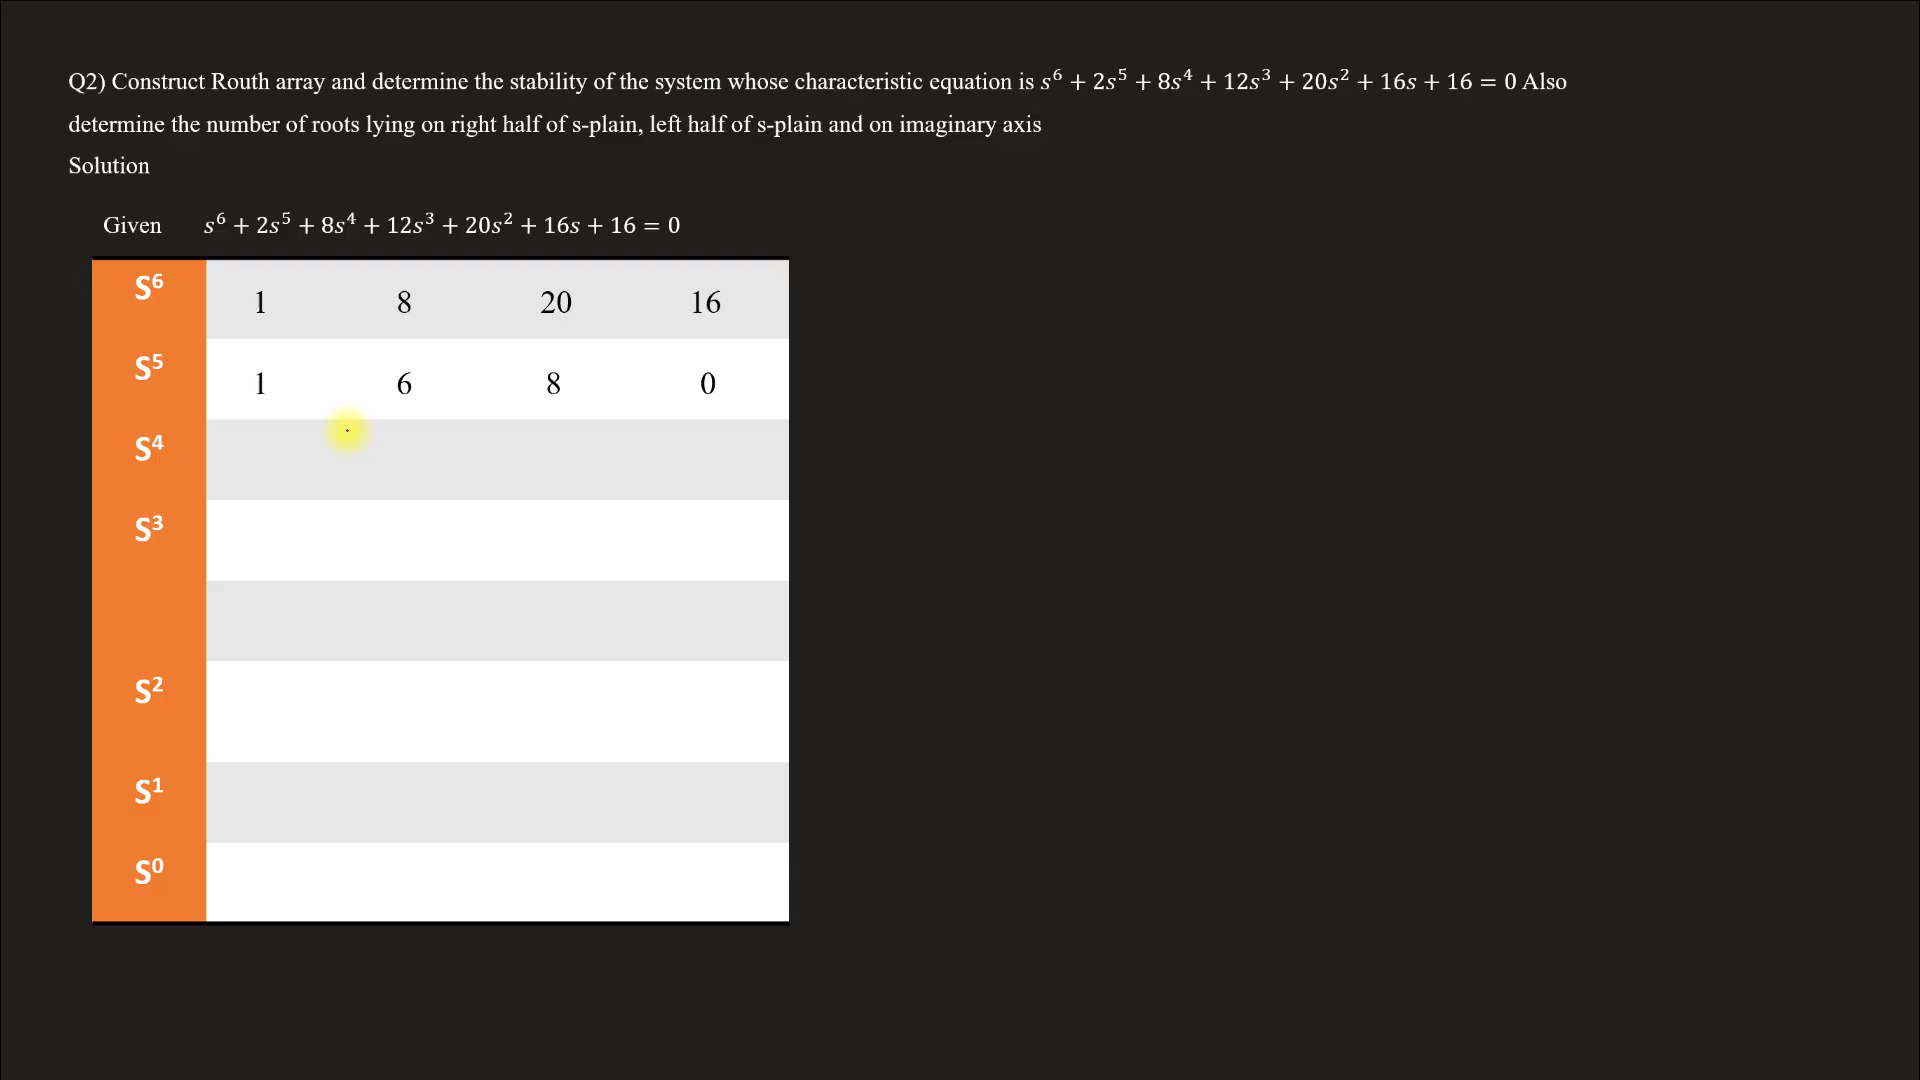 Q2) Construct Routh array and determine the stability of the system whose characteristic equation is s⁶ + 2s⁵ + 8s⁴ + 12s³ + 20s² + 16s + 16 = 0 Also
determine the number of roots lying on right half of s-plain, left half of s-plain and on imaginary axis
Solution
Given s⁶ + 2s⁵ + 8s⁴ + 12s³ + 20s² + 16s + 16 = 0
S⁶ 1 8 20 16
S⁵ 1 6 8 0
S⁴
S³
S²
S¹
S⁰